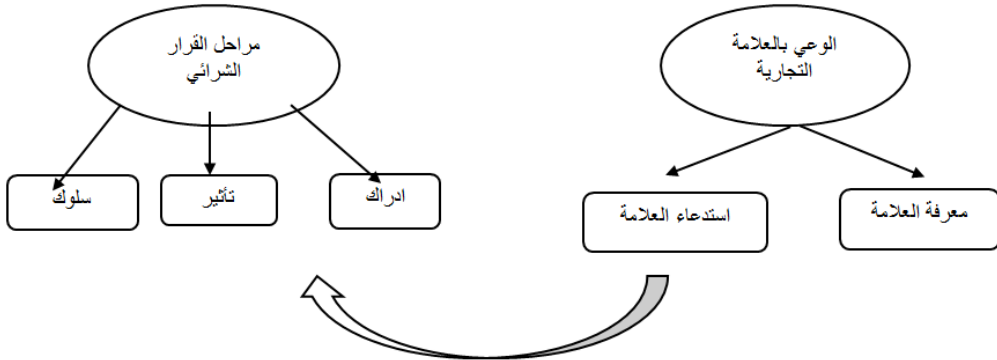 الوعي بالعلامة
التجارية
معرفة العلامة
استدعاء العلامة
مراحل القرار
الشرائي
ادراك
تأثير
سلوك